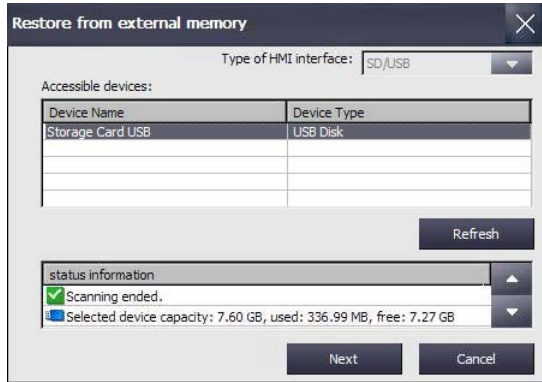 Restore from external memory
Type of HMI interface: SD/USB
Accessible devices:
Device Name Device Type
Storage Card USB USB Disk
Refresh
status information
Scanning ended.
Selected device capacity: 7.60 GB, used: 336.99 MB, free: 7.27 GB
Next Cancel